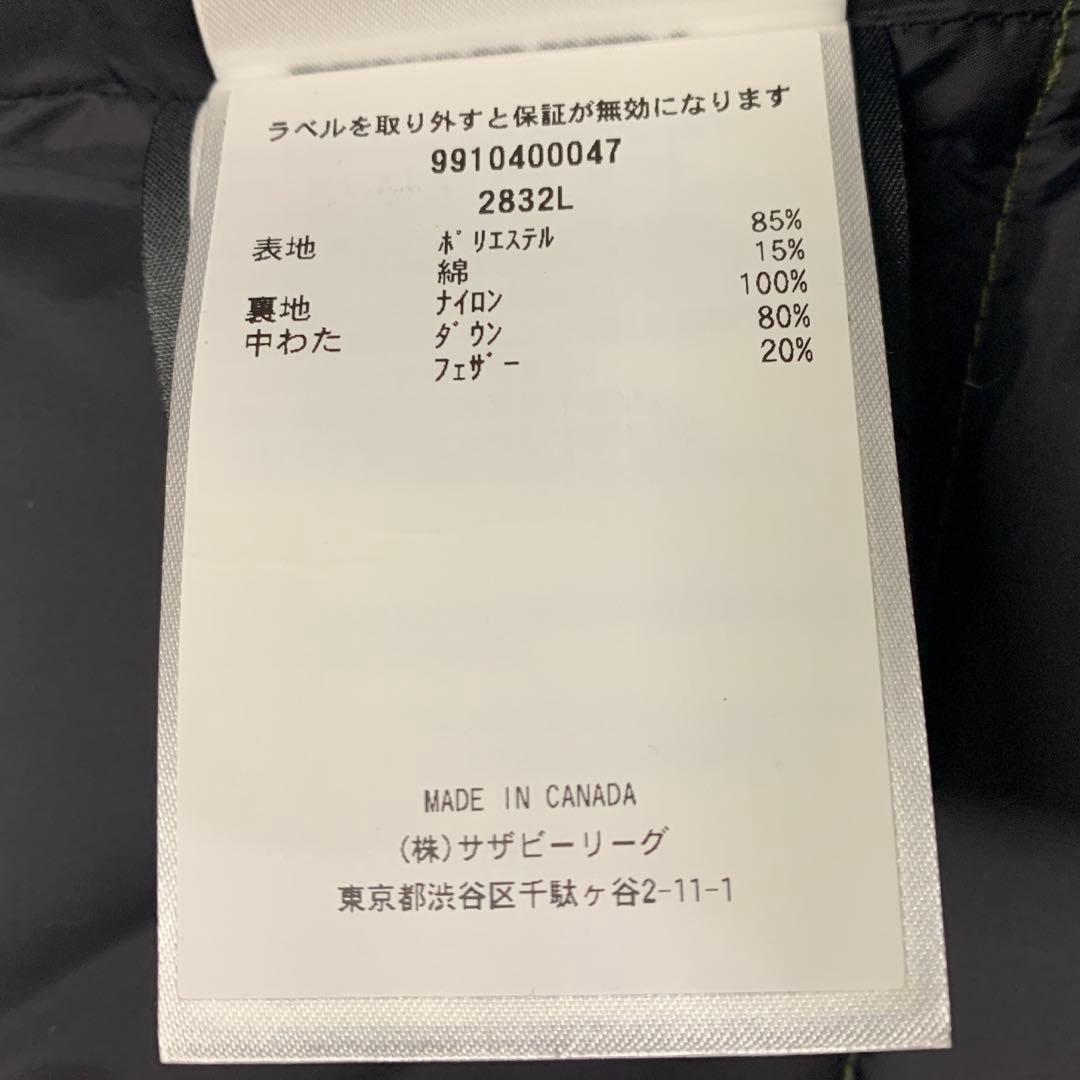 ラベルを取り外すと保証が無効になります
9910400047
2832L
表地 ポリエステル 85%
綿 15%
裏地 ナイロン 100%
中わた ダウン 80%
フェザー 20%
MADE IN CANADA
(株)サザビーリーグ
東京都渋谷区千駄ヶ谷2-11-1